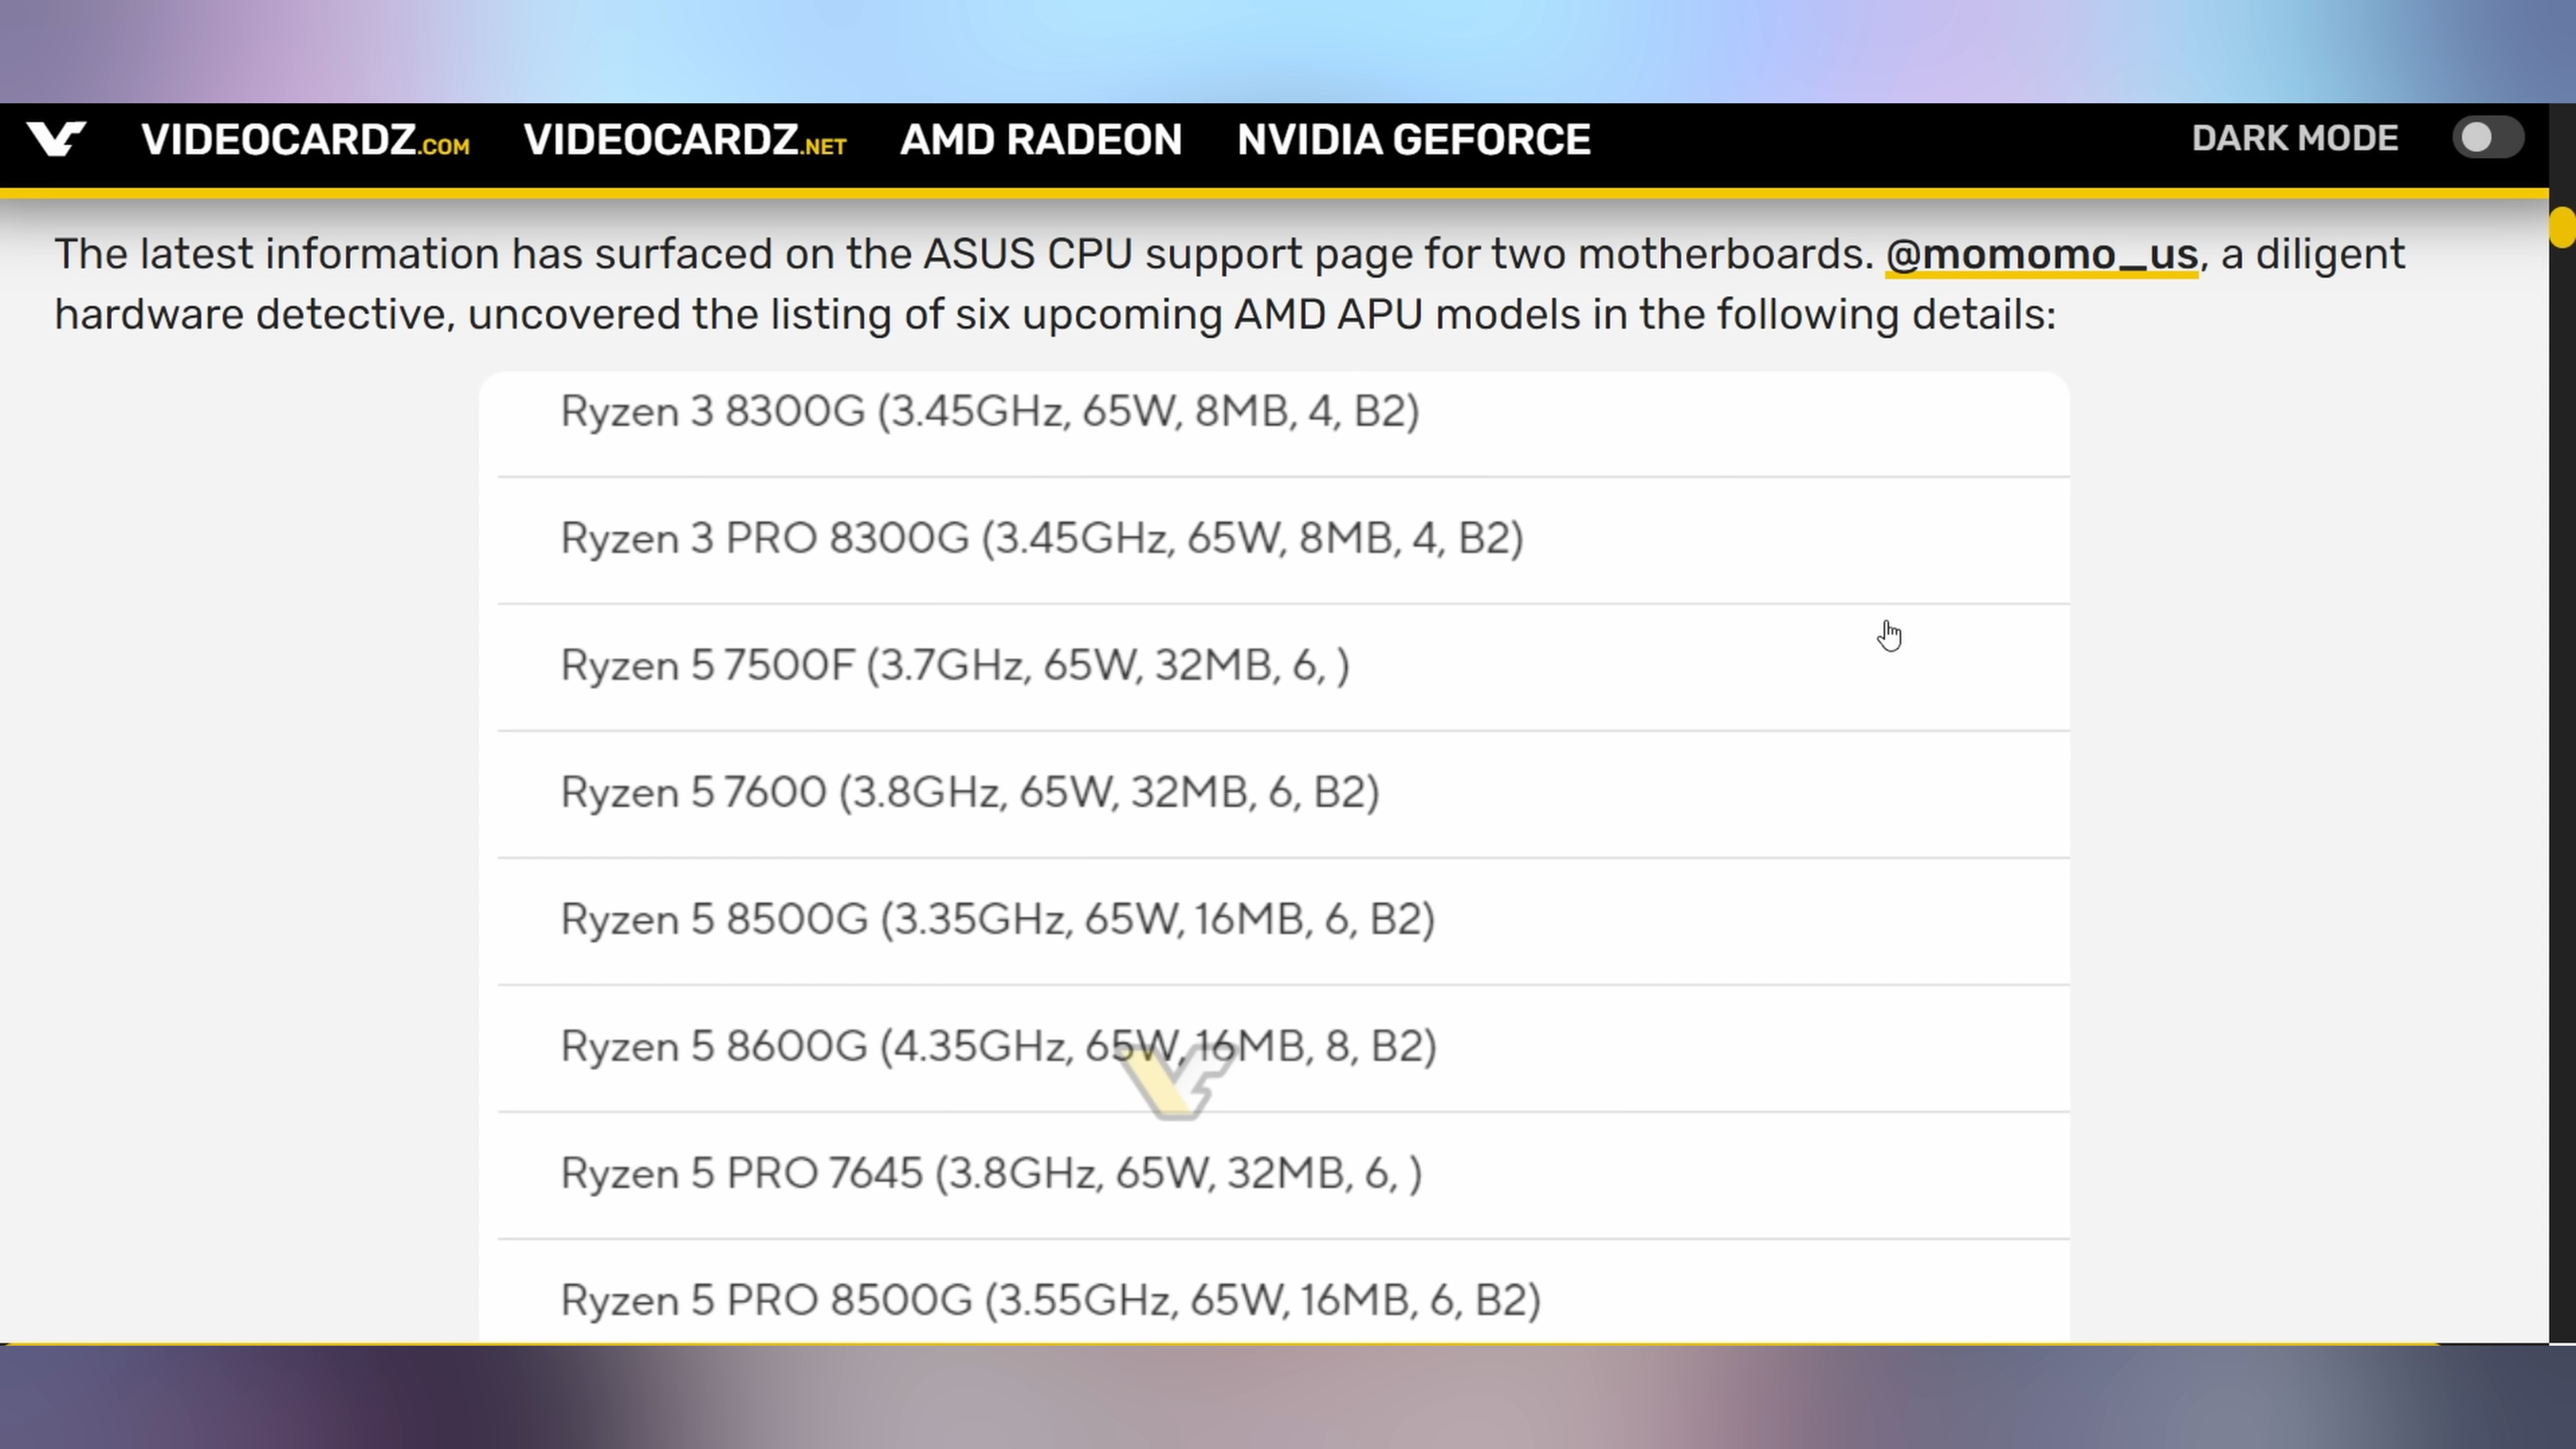 VIDEOCARDZ.COM VIDEOCARDZ.NET AMD RADEON NVIDIA GEFORCE DARK MODE
The latest information has surfaced on the ASUS CPU support page for two motherboards. @momomo_us, a diligent
hardware detective, uncovered the listing of six upcoming AMD APU models in the following details:
Ryzen 3 8300G (3.45GHz, 65W, 8MB, 4, B2)
Ryzen 3 PRO 8300G (3.45GHz, 65W, 8MB, 4, B2)
Ryzen 5 7500F (3.7GHz, 65W, 32MB, 6, )
Ryzen 5 7600 (3.8GHz, 65W, 32MB, 6, B2)
Ryzen 5 8500G (3.35GHz, 65W, 16MB, 6, B2)
Ryzen 5 8600G (4.35GHz, 65W, 16MB, 8, B2)
Ryzen 5 PRO 7645 (3.8GHz, 65W, 32MB, 6, )
Ryzen 5 PRO 8500G (3.55GHz, 65W, 16MB, 6, B2)